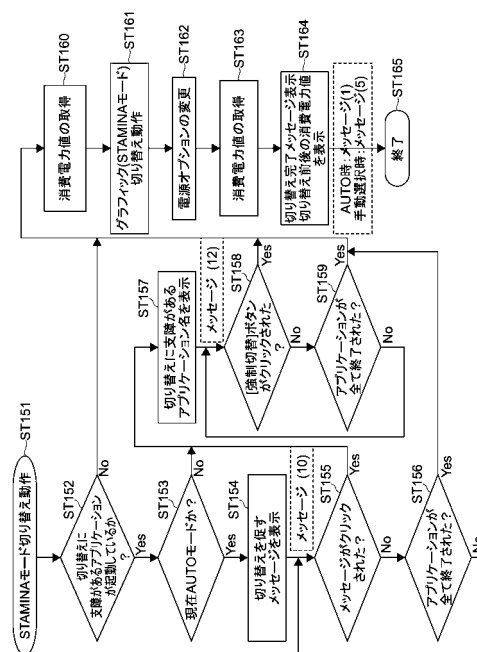 STAMINAモード切り替え動作
ST151
ST152
切り替えに
支障があるアプリケーション
が起動しているか
?
No
Yes
ST153
現在AUTOモードか?
No
Yes
ST154
切り替えを促す
メッセージを表示
メッセージ (10)
ST155
メッセージがクリック
された?
Yes
No
ST156
アプリケーションが
全て終了された?
Yes
No
ST157
切り替えに支障がある
アプリケーション名を表示
メッセージ (12)
ST158
[強制切替]ボタン
がクリックされた
?
Yes
No
ST159
アプリケーションが
全て終了された?
Yes
No
ST160
消費電力値の取得
ST161
グラフィック(STAMINAモード)
切り替え動作
ST162
電源オプションの変更
ST163
消費電力値の取得
ST164
切り替え完了メッセージ表示
切り替え前後の消費電力値
を表示
AUTO時:メッセージ(1)
手動選択時:メッセージ(5)
ST165
終了